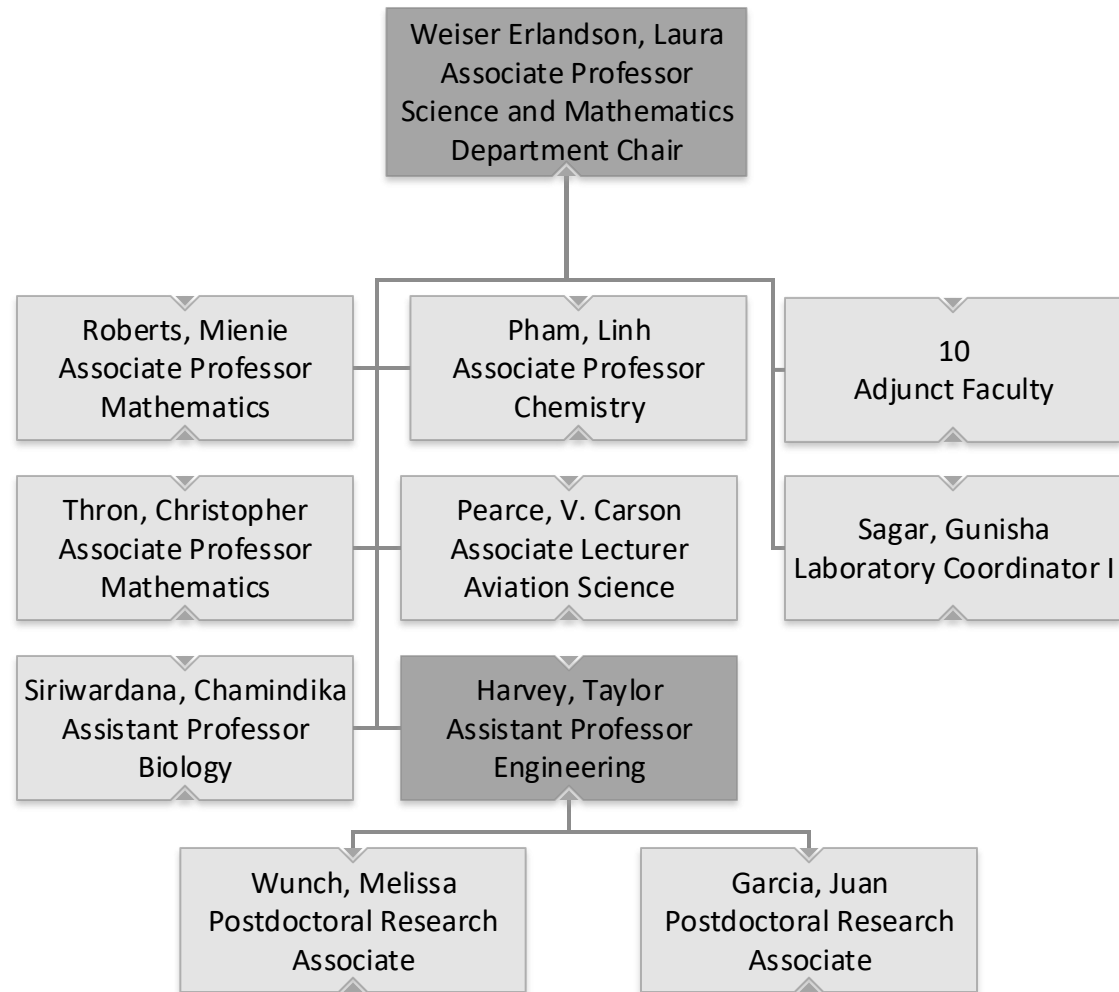 Weiser Erlandson, Laura
Associate Professor
Science and Mathematics
Department Chair
Roberts, Mienie
Associate Professor
Mathematics
Pham, Linh
Associate Professor
Chemistry
10
Adjunct Faculty
Thron, Christopher
Associate Professor
Mathematics
Pearce, V. Carson
Associate Lecturer
Aviation Science
Sagar, Gunisha
Laboratory Coordinator I
Siriwardana, Chamindika
Assistant Professor
Biology
Harvey, Taylor
Assistant Professor
Engineering
Wunch, Melissa
Postdoctoral Research
Associate
Garcia, Juan
Postdoctoral Research
Associate